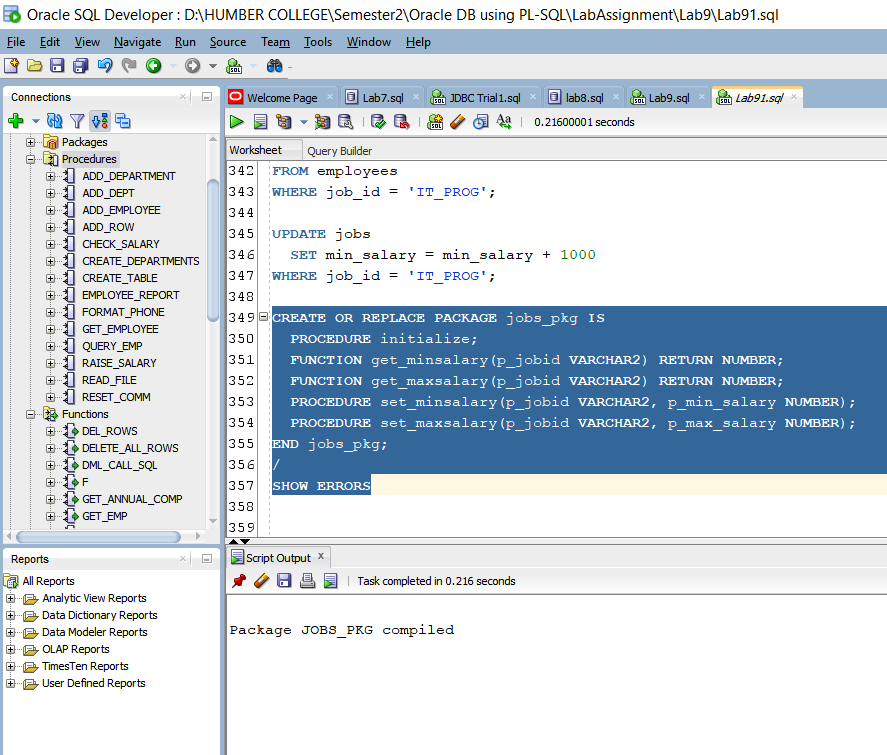 Oracle SQL Developer : D:\HUMBER COLLEGE\Semester2\Oracle DB using PL-SQL\LabAssignment\Lab9\Lab91.sql
File Edit View Navigate Run Source Team Tools Window Help
Connections
Packages
Procedures
ADD_DEPARTMENT
ADD_DEPT
ADD_EMPLOYEE
ADD_ROW
CHECK_SALARY
CREATE_DEPARTMENTS
CREATE_TABLE
EMPLOYEE_REPORT
FORMAT_PHONE
GET_EMPLOYEE
QUERY_EMP
RAISE_SALARY
READ_FILE
RESET_COMM
Functions
DEL_ROWS
DELETE_ALL_ROWS
DML_CALL_SQL
F
GET_ANNUAL_COMP
GET_EMP
Reports
All Reports
Analytic View Reports
Data Dictionary Reports
Data Modeler Reports
OLAP Reports
TimesTen Reports
User Defined Reports
Welcome Page Lab7.sql JDBC Trial1.sql lab8.sql Lab9.sql Lab91.sql
0.21600001 seconds
Worksheet Query Builder
342 FROM employees
343 WHERE job_id = 'IT_PROG';
344
345 UPDATE jobs
346 SET min_salary = min_salary + 1000
347 WHERE job_id = 'IT_PROG';
348
349 CREATE OR REPLACE PACKAGE jobs_pkg IS
350 PROCEDURE initialize;
351 FUNCTION get_minsalary(p_jobid VARCHAR2) RETURN NUMBER;
352 FUNCTION get_maxsalary(p_jobid VARCHAR2) RETURN NUMBER;
353 PROCEDURE set_minsalary(p_jobid VARCHAR2, p_min_salary NUMBER);
354 PROCEDURE set_maxsalary(p_jobid VARCHAR2, p_max_salary NUMBER);
355 END jobs_pkg;
356 /
357 SHOW ERRORS
358
359
Script Output
Task completed in 0.216 seconds
Package JOBS_PKG compiled